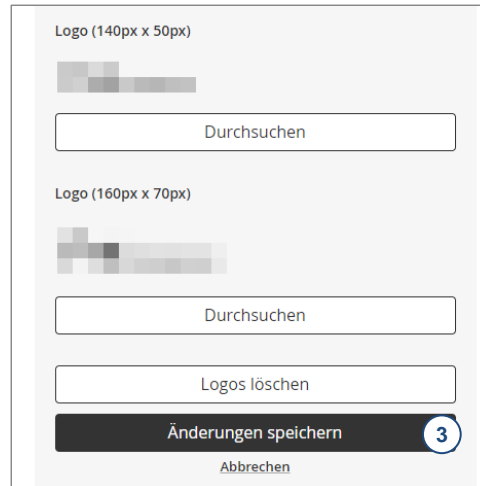 Logo (140px x 50px)
Durchsuchen
Logo (160px x 70px)
Durchsuchen
Logos löschen
Änderungen speichern 3
Abbrechen